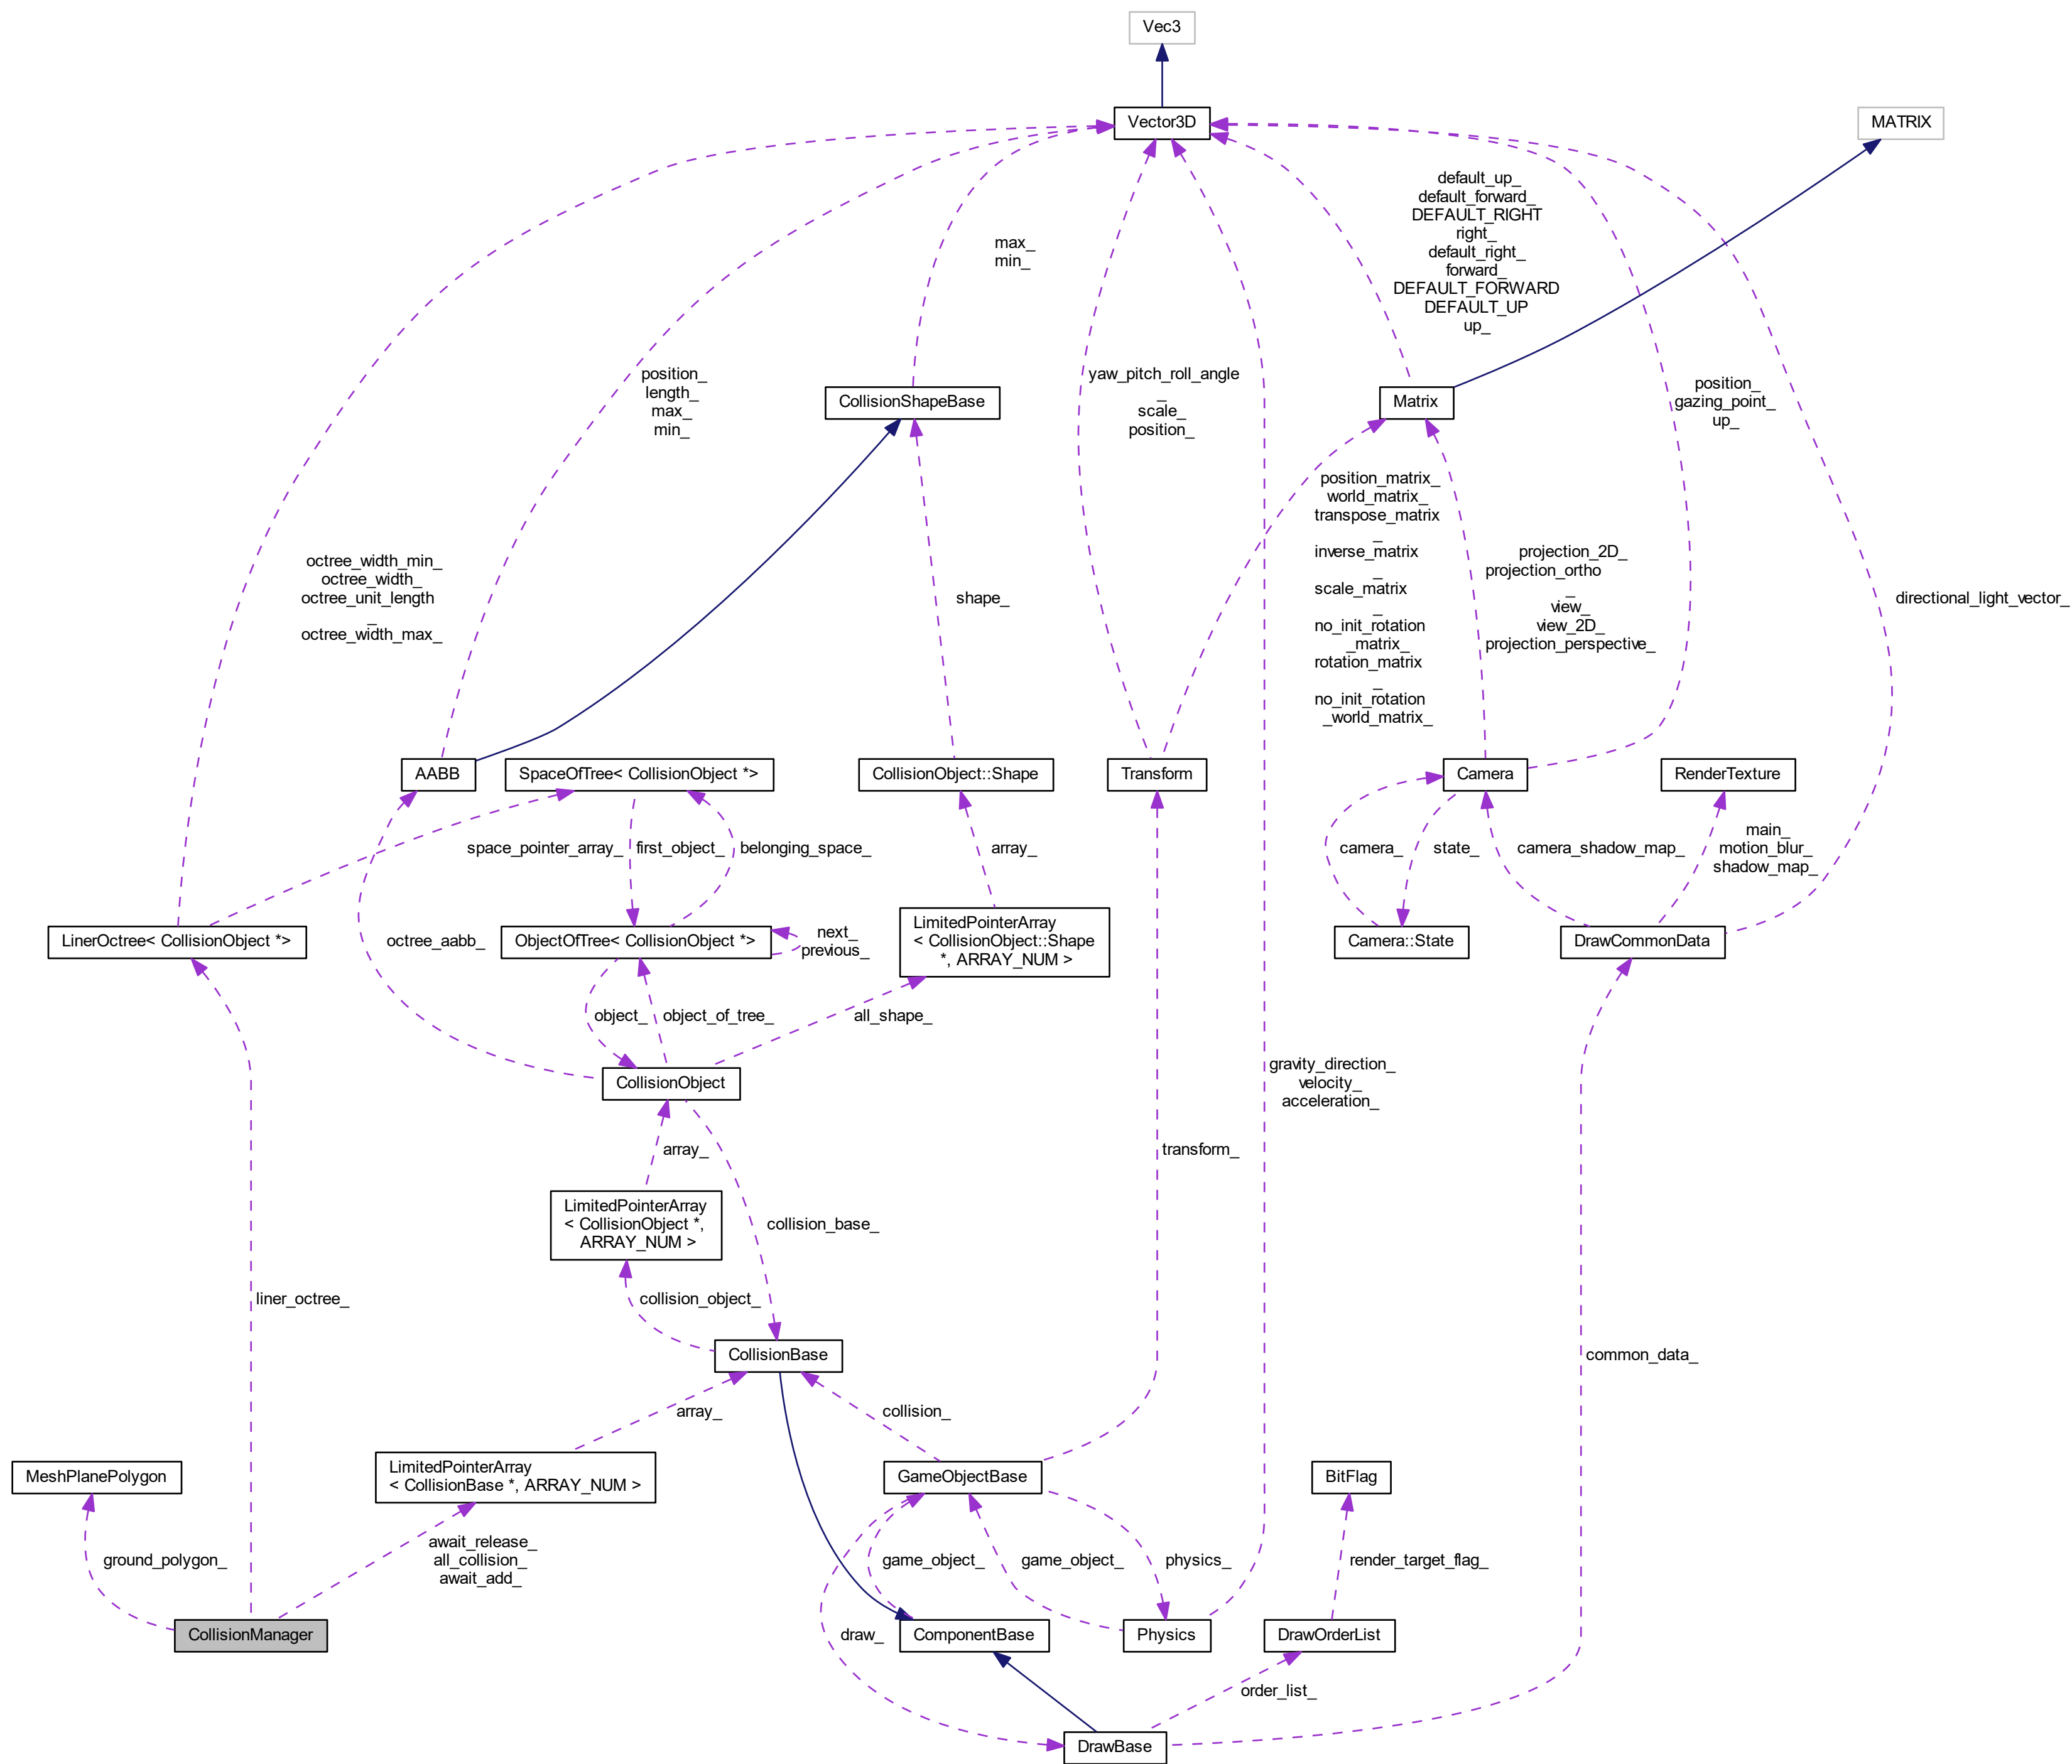 Vec3
Vector3D
MATRIX
default_up_
default_forward_
DEFAULT_RIGHT
right_
default_right_
forward_
DEFAULT_FORWARD
DEFAULT_UP
up_
max_
min_
position_
length_
max_
min_
yaw_pitch_roll_angle
_
scale_
position_
position_
gazing_point_
up_
CollisionShapeBase
Matrix
position_matrix_
world_matrix_
transpose_matrix
_
inverse_matrix
_
scale_matrix
_
no_init_rotation
_matrix_
rotation_matrix
_
no_init_rotation
_world_matrix_
octree_width_min_
octree_width_
octree_unit_length
_
octree_width_max_
shape_
projection_2D_
projection_ortho
_
view_
view_2D_
projection_perspective_
directional_light_vector_
AABB
SpaceOfTree< CollisionObject *>
CollisionObject::Shape
Transform
Camera
RenderTexture
space_pointer_array_
first_object_
belonging_space_
array_
camera_
state_
camera_shadow_map_
main_
motion_blur_
shadow_map_
LinerOctree< CollisionObject *>
octree_aabb_
ObjectOfTree< CollisionObject *>
next_
previous_
LimitedPointerArray
< CollisionObject::Shape
*, ARRAY_NUM >
Camera::State
DrawCommonData
object_
object_of_tree_
all_shape_
CollisionObject
gravity_direction_
velocity_
acceleration_
array_
transform_
LimitedPointerArray
< CollisionObject *,
ARRAY_NUM >
collision_base_
liner_octree_
collision_object_
CollisionBase
common_data_
array_
collision_
MeshPlanePolygon
LimitedPointerArray
< CollisionBase *, ARRAY_NUM >
GameObjectBase
BitFlag
ground_polygon_
await_release_
all_collision_
await_add_
game_object_
game_object_
physics_
render_target_flag_
CollisionManager
draw_
ComponentBase
Physics
DrawOrderList
order_list_
DrawBase